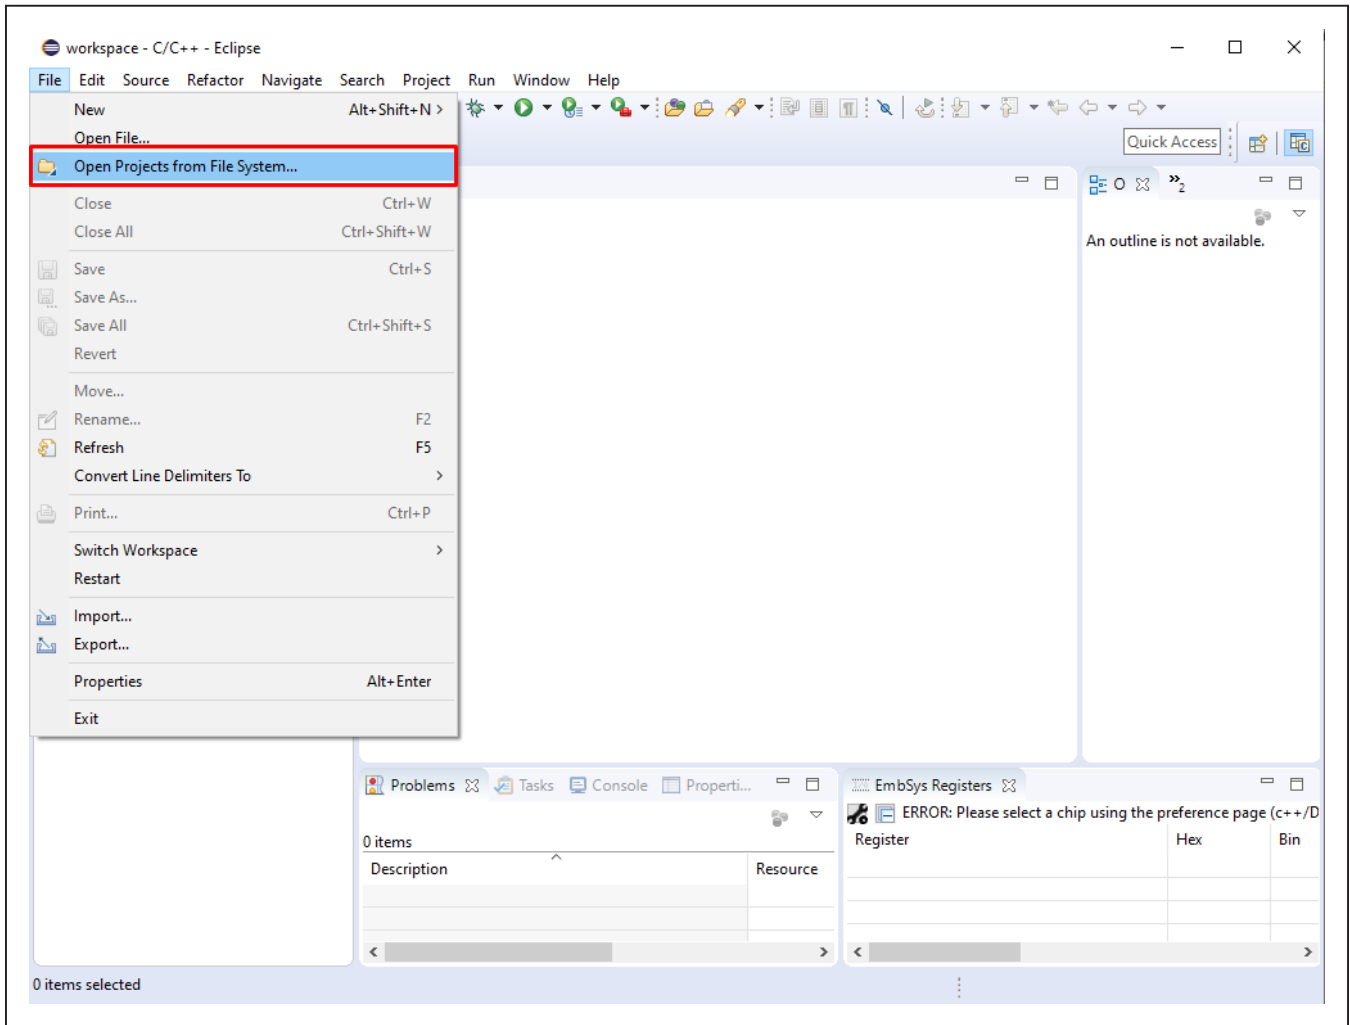 workspace - C/C++ - Eclipse
File Edit Source Refactor Navigate Search Project Run Window Help
New Alt+Shift+N >
Open File...
Quick Access
Open Projects from File System...
O »2
Close Ctrl+W
Close All Ctrl+Shift+W
An outline is not available.
Save Ctrl+S
Save As...
Save All Ctrl+Shift+S
Revert
Move...
Rename... F2
Refresh F5
Convert Line Delimiters To >
Print... Ctrl+P
Switch Workspace >
Restart
Import...
Export...
Properties Alt+Enter
Exit
Problems Tasks Console Properti...
EmbSys Registers
ERROR: Please select a chip using the preference page (c++/D
0 items
Register Hex Bin
Description Resource
0 items selected